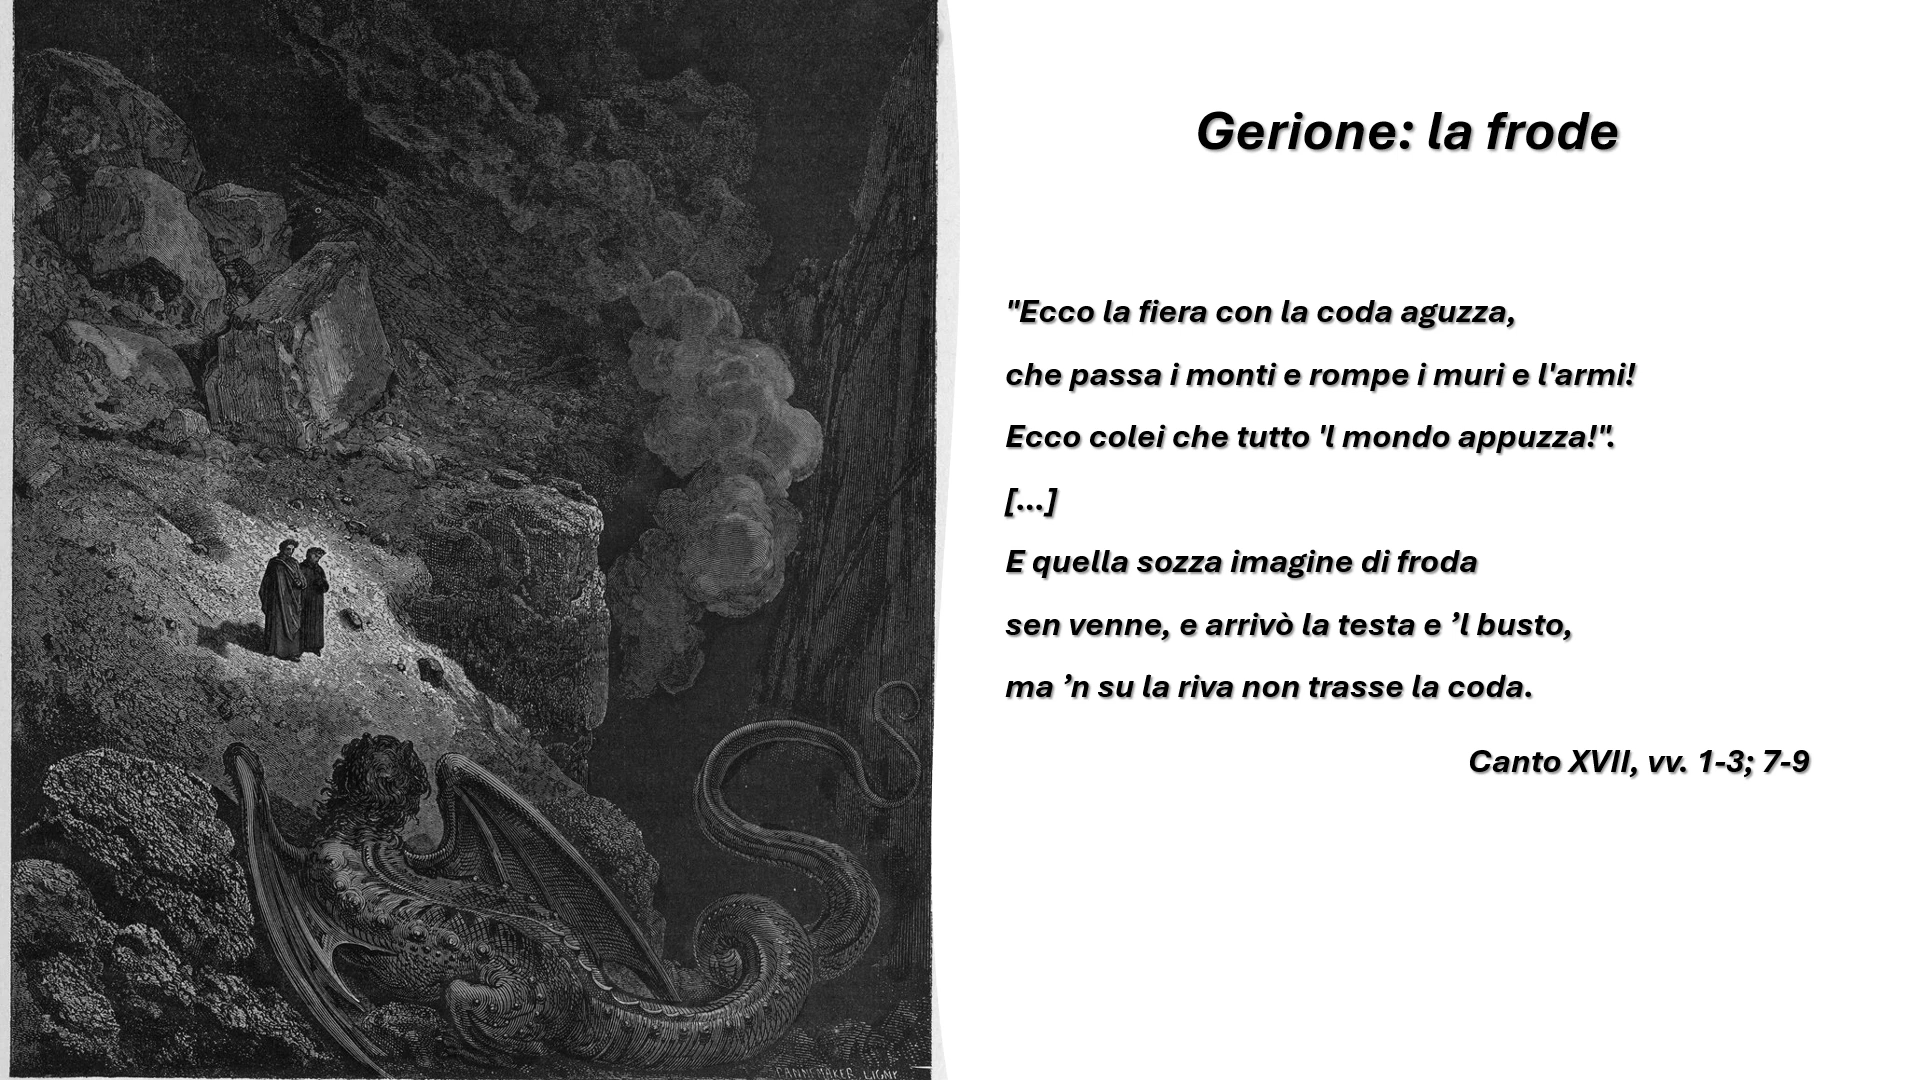 Gerione: la frode
"Ecco la fiera con la coda aguzza,
che passa i monti e rompe i muri e l'armi!
Ecco colei che tutto 'l mondo appuzza!".
[...]
E quella sozza imagine di froda
sen venne, e arrivò la testa e ’l busto,
ma ’n su la riva non trasse la coda.
Canto XVII, vv. 1-3; 7-9
PANNEMAKER LIGNY